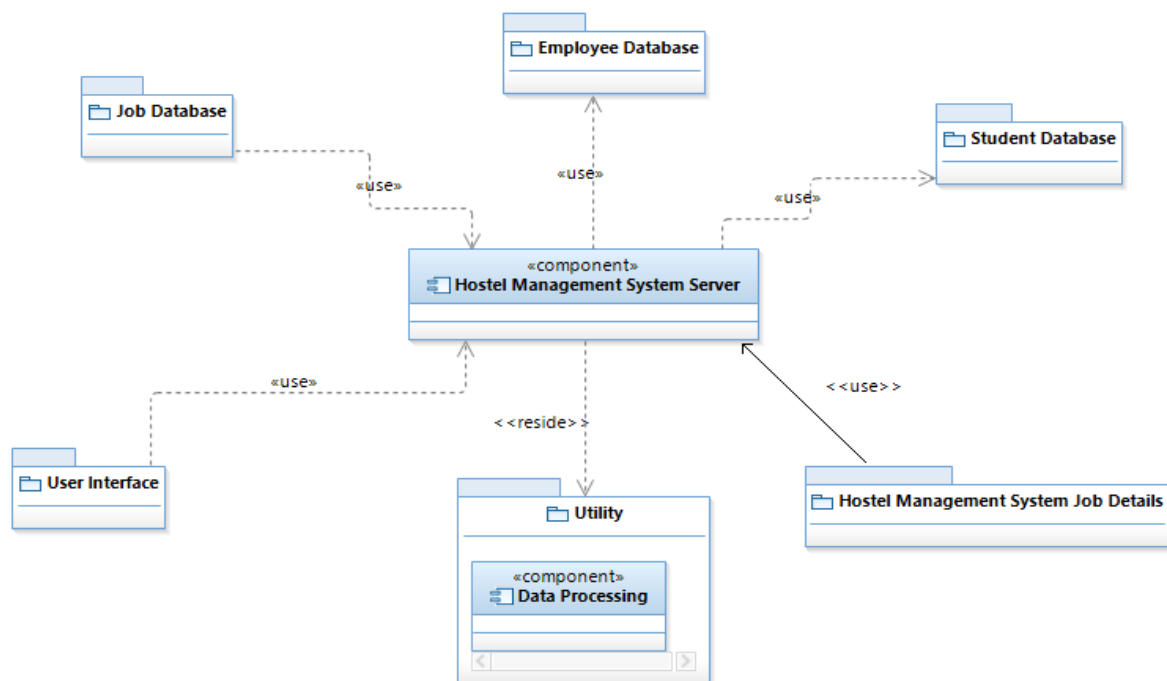 Employee Database
Job Database
Student Database
«use»
«use»
«use»
«component»
Hostel Management System Server
«use»
<<use>>
<<reside>>
User Interface
Hostel Management System Job Details
Utility
«component»
Data Processing